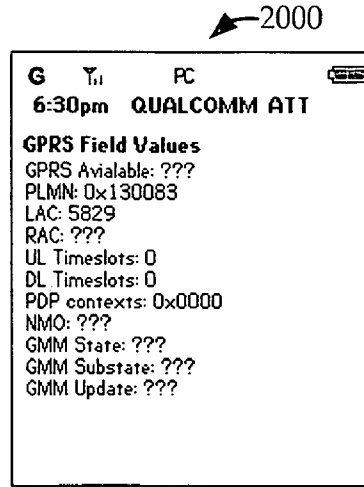 2000
G PC
6:30pm QUALCOMM ATT
GPRS Field Values
GPRS Avialable: ???
PLMN: 0x130083
LAC: 5829
RAC: ???
UL Timeslots: 0
DL Timeslots: 0
PDP contexts: 0x0000
NMO: ???
GMM State: ???
GMM Substate: ???
GMM Update: ???